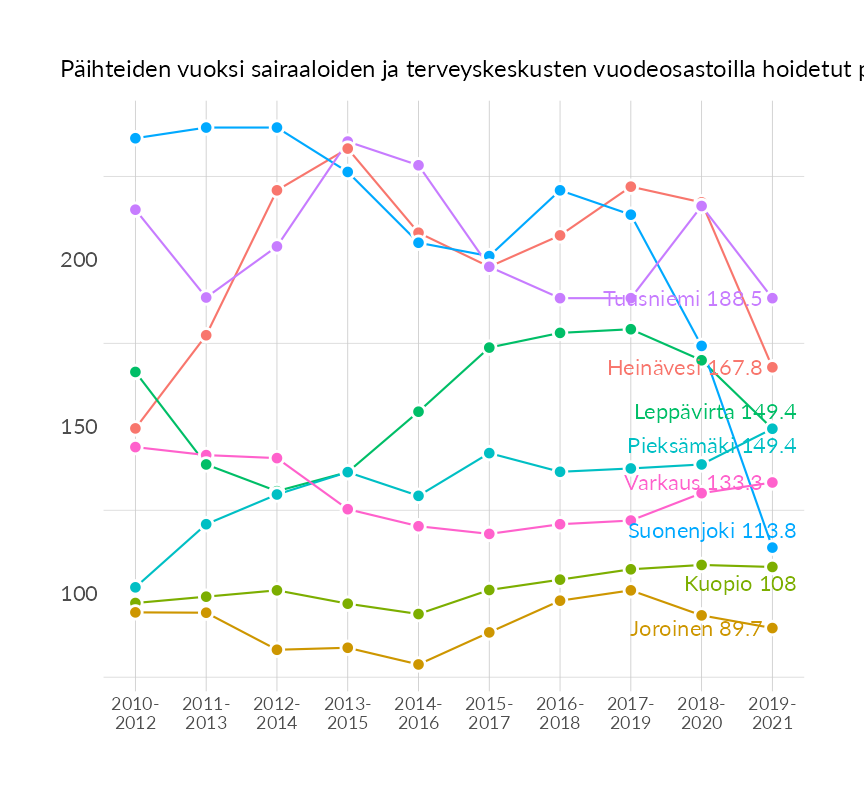 Päihteiden vuoksi sairaaloiden ja terveyskeskusten vuodeosastoilla hoidetut
200
150
100
Tuusniemi 188.5
Heinävesi 167.8
Leppävirta 149.4
Pieksämäki 149.4
Varkaus 133.3
Suonenjoki 113.8
Kuopio 108
Joroinen 89.7
2010- 2011- 2012- 2013- 2014- 2015- 2016- 2017- 2018- 2019-
2012 2013 2014 2015 2016 2017 2018 2019 2020 2021